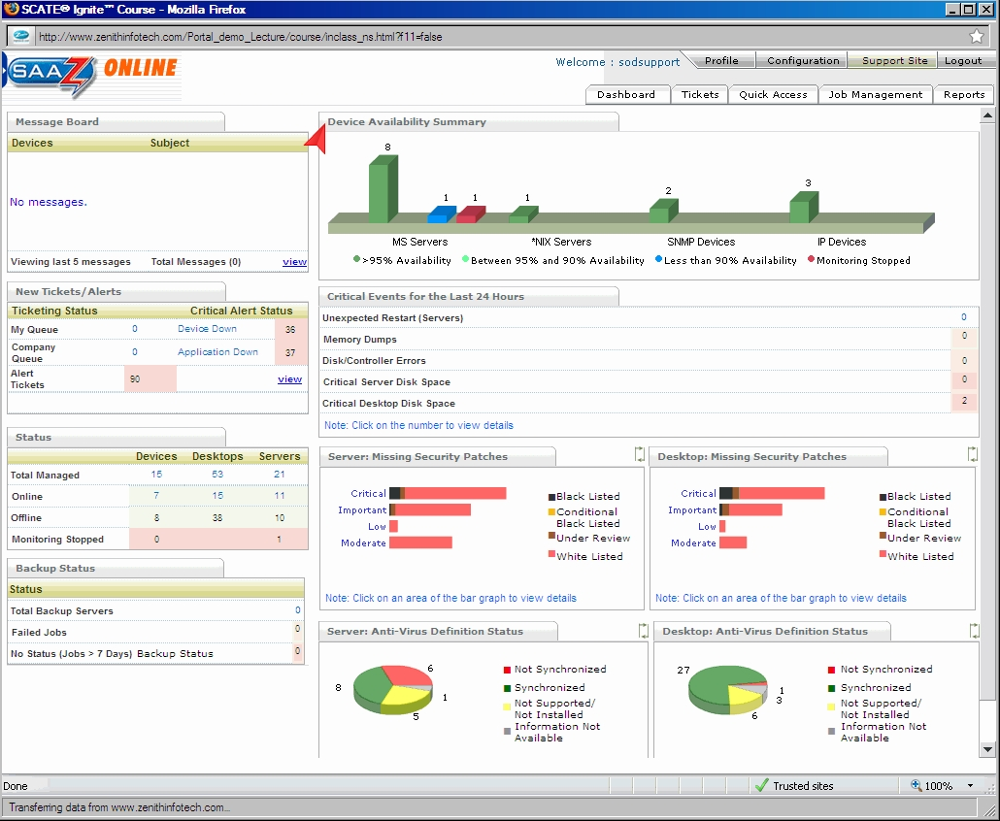 SCATE® Ignite™ Course - Mozilla Firefox
http://www.zenithinfotech.com/Portal_demo_Lecture/course/inclass_ns.html?f11=false
SAAZ ONLINE
Welcome : sodsupport
Profile Configuration Support Site Logout
Dashboard Tickets Quick Access Job Management Reports
Message Board
Devices Subject
No messages.
Viewing last 5 messages Total Messages (0) view
New Tickets/Alerts
Ticketing Status Critical Alert Status
My Queue 0 Device Down 36
Company
Queue 0 Application Down 37
Alert
Tickets 90 view
Status
Devices Desktops Servers
Total Managed 15 53 21
Online 7 15 11
Offline 8 38 10
Monitoring Stopped 0 1
Backup Status
Status
Total Backup Servers 0
Failed Jobs 0
No Status (Jobs > 7 Days) Backup Status 0
Device Availability Summary
8 1 1 1 2 3
MS Servers *NIX Servers SNMP Devices IP Devices
>95% Availability Between 95% and 90% Availability Less than 90% Availability Monitoring Stopped
Critical Events for the Last 24 Hours
Unexpected Restart (Servers) 0
Memory Dumps 0
Disk/Controller Errors 0
Critical Server Disk Space 0
Critical Desktop Disk Space 2
Note: Click on the number to view details
Server: Missing Security Patches
Critical
Important
Low
Moderate
Black Listed
Conditional
Black Listed
Under Review
White Listed
Note: Click on an area of the bar graph to view details
Desktop: Missing Security Patches
Critical
Important
Low
Moderate
Black Listed
Conditional
Black Listed
Under Review
White Listed
Note: Click on an area of the bar graph to view details
Server: Anti-Virus Definition Status
6
8
1
5
Not Synchronized
Synchronized
Not Supported/
Not Installed
Information Not
Available
Desktop: Anti-Virus Definition Status
27
1
3
6
Not Synchronized
Synchronized
Not Supported/
Not Installed
Information Not
Available
Done Trusted sites 100%
Transferring data from www.zenithinfotech.com...